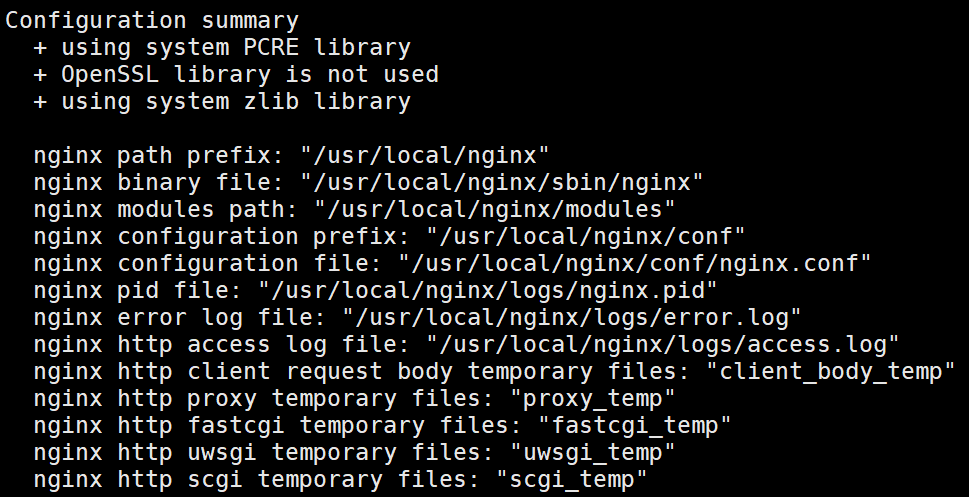 Configuration summary
+ using system PCRE library
+ OpenSSL library is not used
+ using system zlib library
nginx path prefix: "/usr/local/nginx"
nginx binary file: "/usr/local/nginx/sbin/nginx"
nginx modules path: "/usr/local/nginx/modules"
nginx configuration prefix: "/usr/local/nginx/conf"
nginx configuration file: "/usr/local/nginx/conf/nginx.conf"
nginx pid file: "/usr/local/nginx/logs/nginx.pid"
nginx error log file: "/usr/local/nginx/logs/error.log"
nginx http access log file: "/usr/local/nginx/logs/access.log"
nginx http client request body temporary files: "client_body_temp"
nginx http proxy temporary files: "proxy_temp"
nginx http fastcgi temporary files: "fastcgi_temp"
nginx http uwsgi temporary files: "uwsgi_temp"
nginx http scgi temporary files: "scgi_temp"